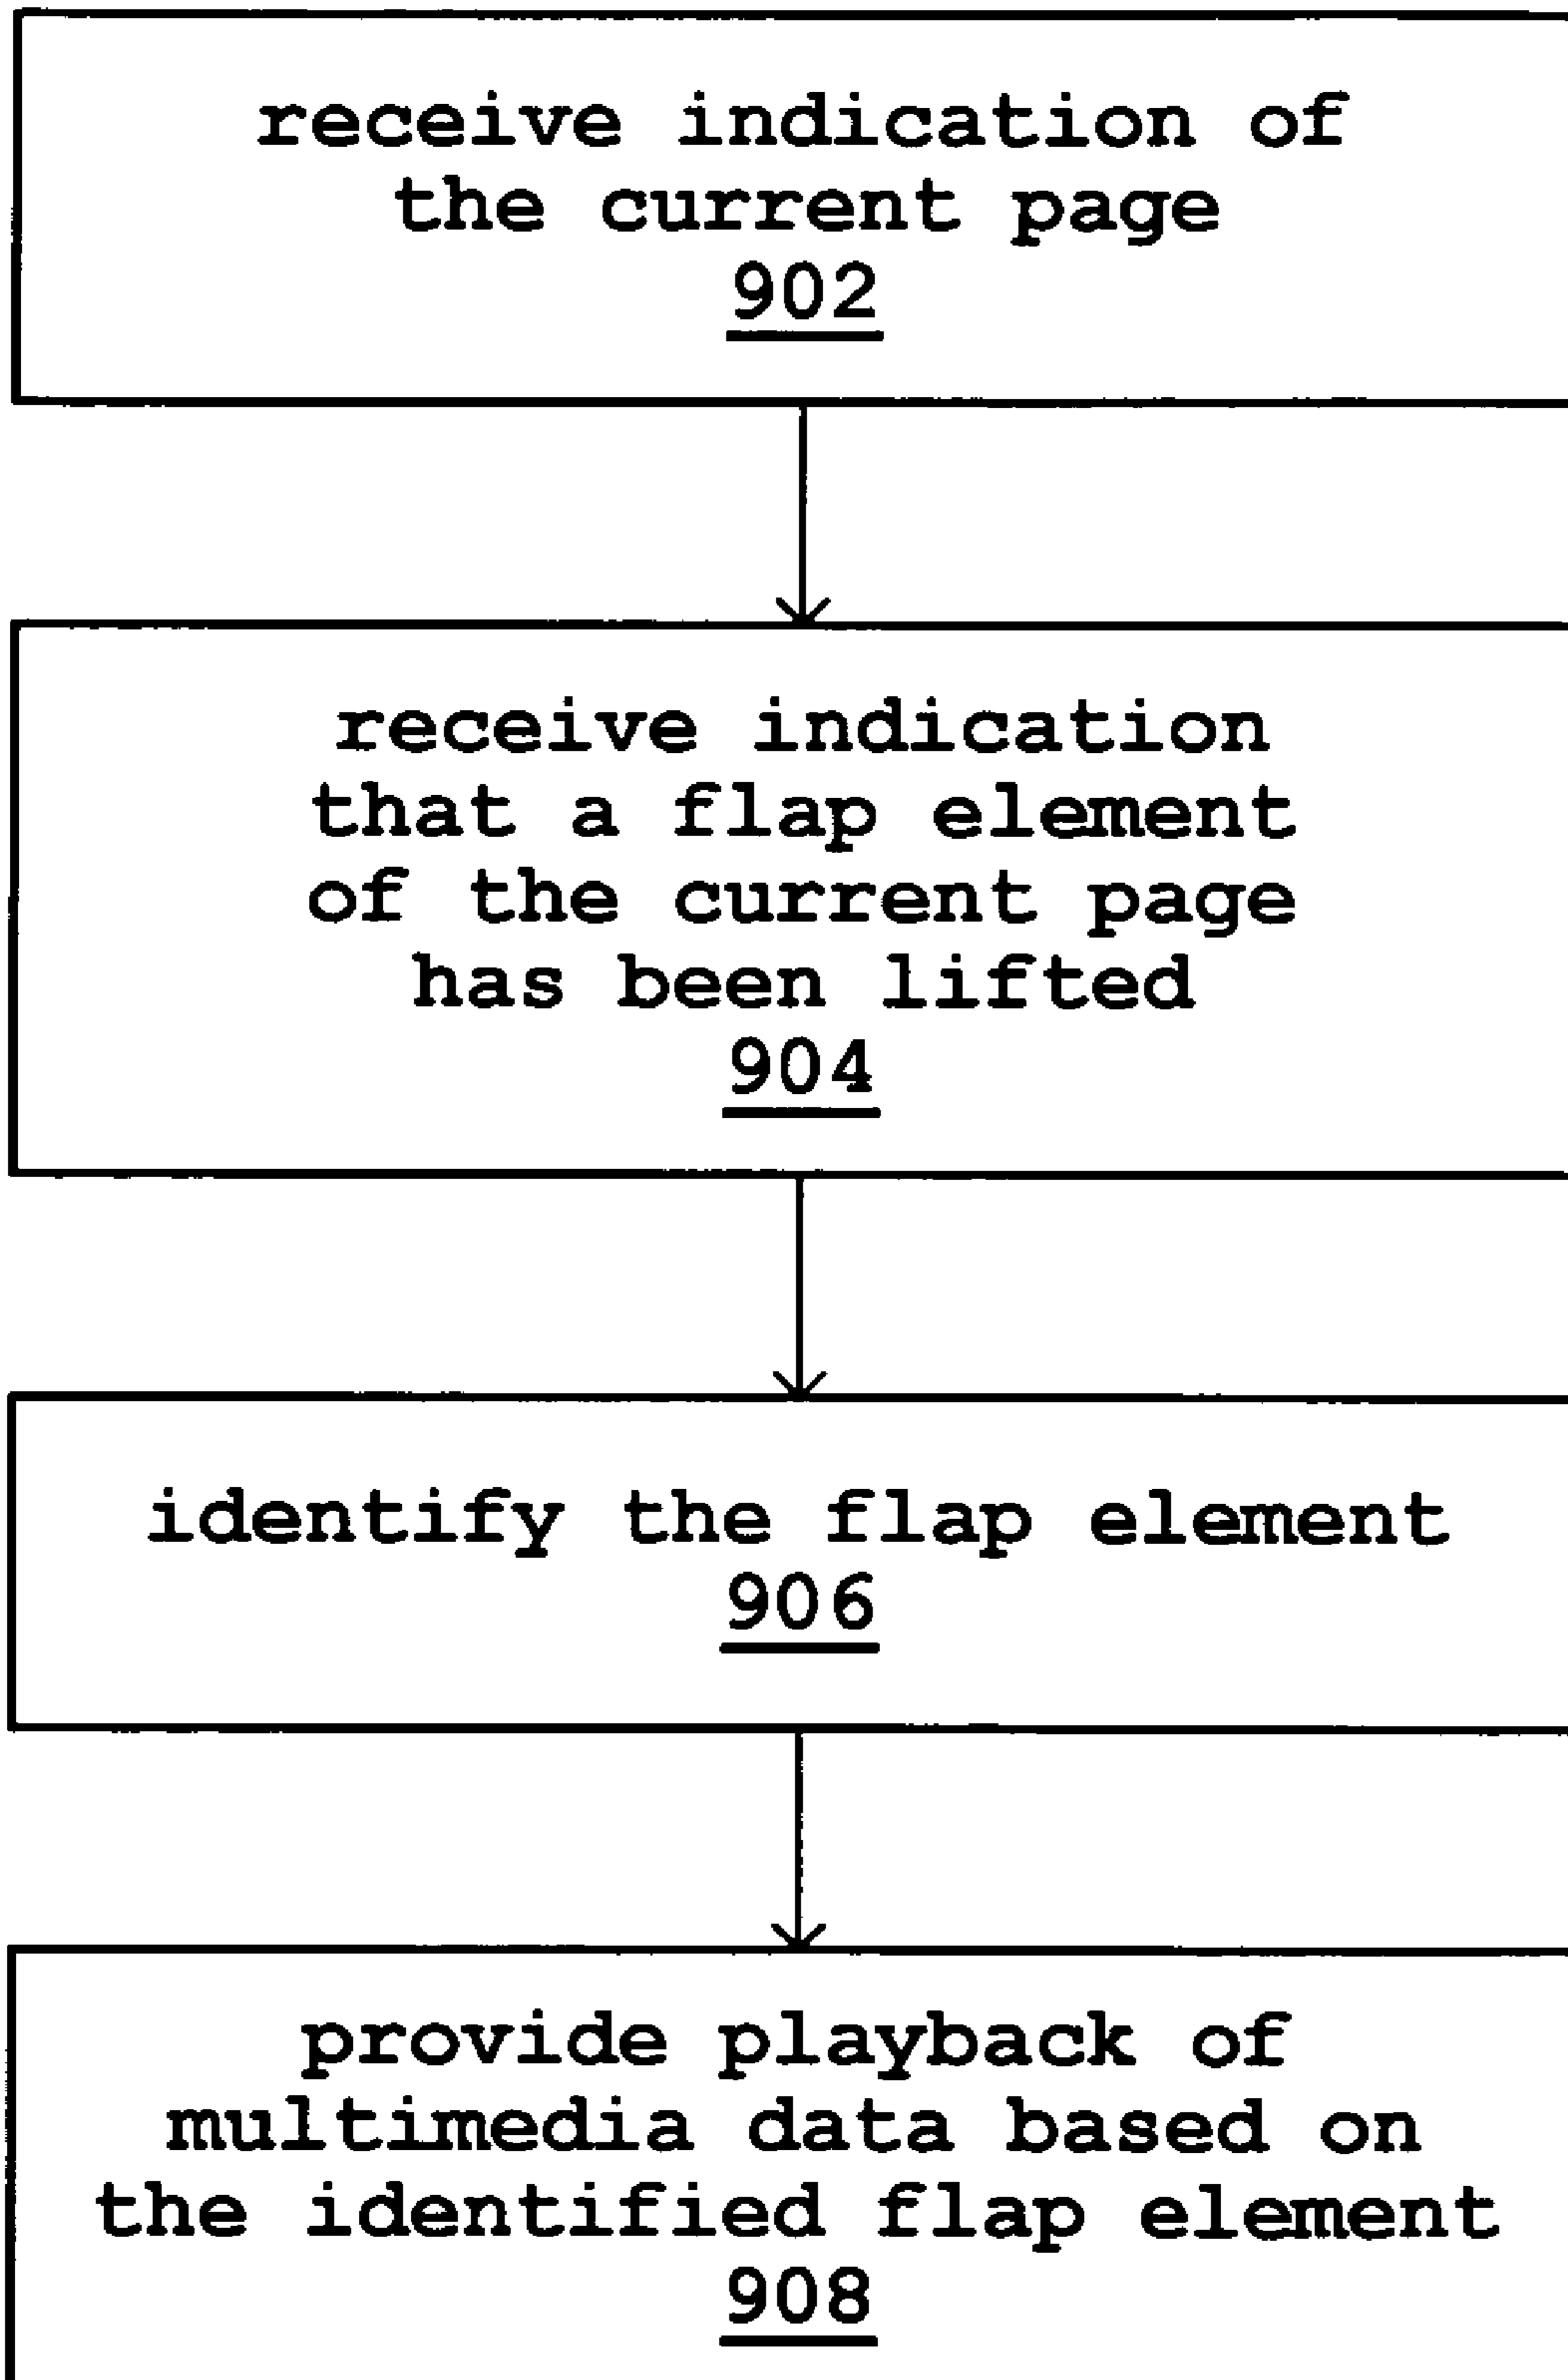 receive indication of
the current page
902
receive indication
that a flap element
of the current page
has been lifted
904
identify the flap element
906
provide playback of
multimedia data based on
the identified flap element
908